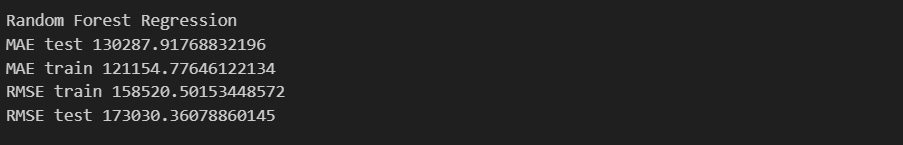 Random Forest Regression
MAE test 130287.91768832196
MAE train 121154.77646122134
RMSE train 158520.50153448572
RMSE test 173030.36078860145